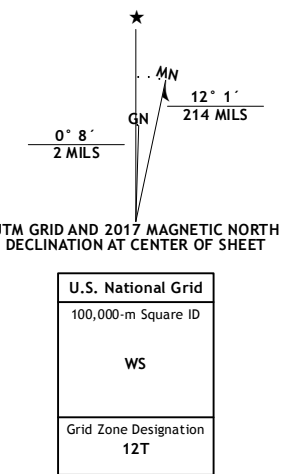 ★
MN
12° 1´
214 MILS
GN
0° 8´
2 MILS
UTM GRID AND 2017 MAGNETIC NORTH
DECLINATION AT CENTER OF SHEET
U.S. National Grid
100,000-m Square ID
WS
Grid Zone Designation
12T